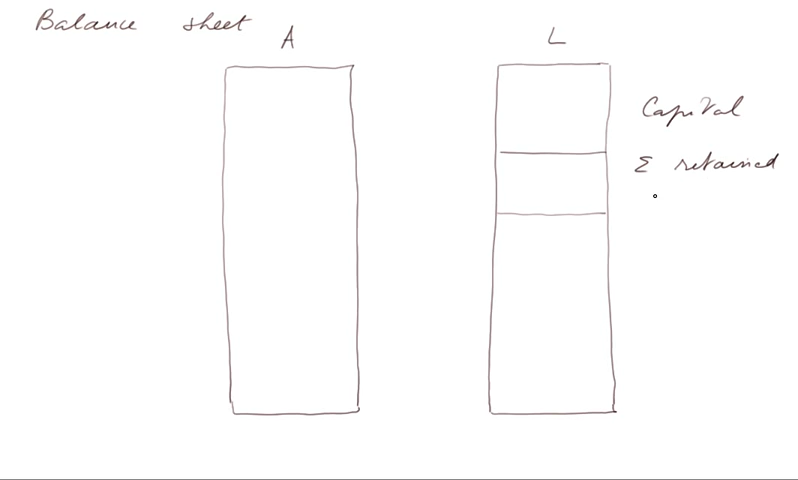 Balance sheet
A
L
Capital
Σ retained